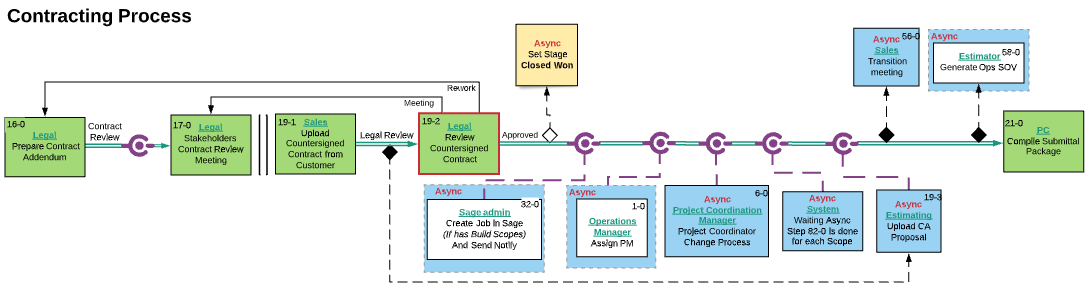 Contracting Process
Async
Set Stage
Closed Won
Async
56-0
Sales
Transition
meeting
Async
58-0
Estimator
Generate Ops SOV
Rework
Meeting
16-0
Legal
Prepare Contract
Addendum
Contract
Review
17-0
Legal
Stakeholders
Contract Review
Meeting
19-1
Sales
Upload
Countersigned
Contract from
Customer
Legal Review
19-2
Legal
Review
Countersigned
Contract
Approved
21-0
PC
Compile Submittal
Package
Async
32-0
Sage admin
Create Job in Sage
(If has Build Scopes)
And Send Notify
Async
1-0
Operations
Manager
Assign PM
6-0
Async
Project Coordination
Manager
Project Coordinator
Change Process
Async
System
Waiting Async
Step 82-0 is done
for each Scope
19-3
Async
Estimating
Upload CA
Proposal